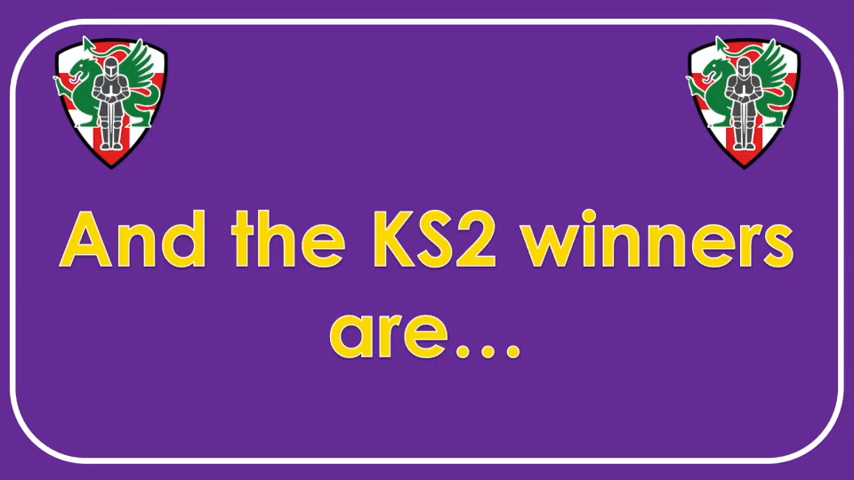 And the KS2 winners
are…